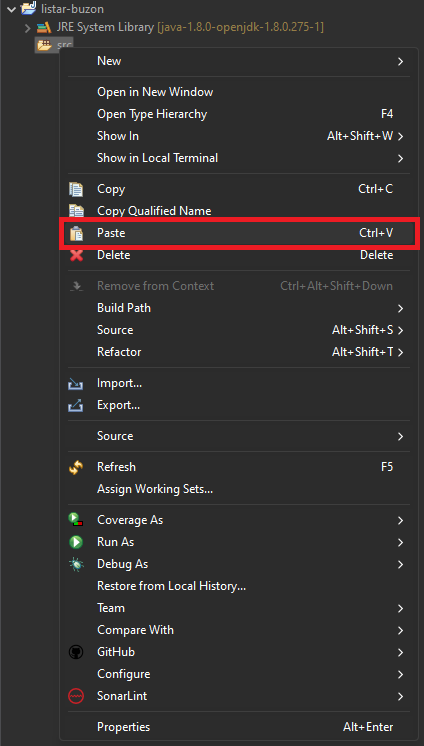 listar-buzon
JRE System Library [java-1.8.0-openjdk-1.8.0.275-1]
src
New
Open in New Window
Open Type Hierarchy F4
Show In Alt+Shift+W
Show in Local Terminal
Copy Ctrl+C
Copy Qualified Name
Paste Ctrl+V
Delete Delete
Remove from Context Ctrl+Alt+Shift+Down
Build Path
Source Alt+Shift+S
Refactor Alt+Shift+T
Import...
Export...
Source
Refresh F5
Assign Working Sets...
Coverage As
Run As
Debug As
Restore from Local History...
Team
Compare With
GitHub
Configure
SonarLint
Properties Alt+Enter